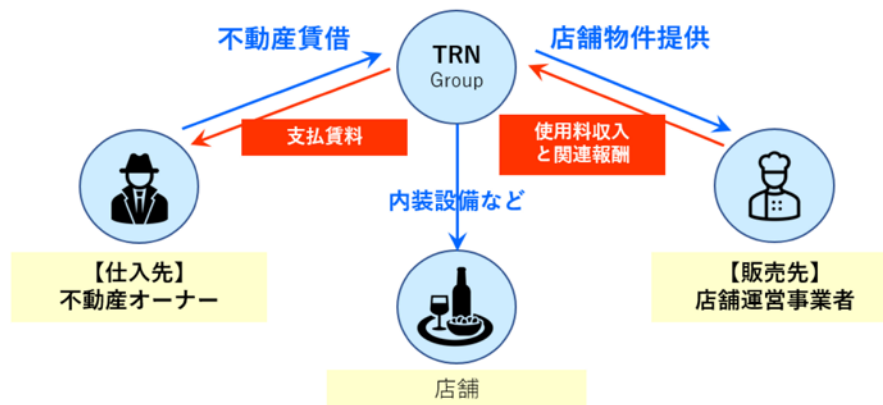 不動産賃借
TRN
Group
店舗物件提供
支払賃料
使用料収入
と関連報酬
内装設備など
【仕入先】
不動産オーナー
【販売先】
店舗運営事業者
店舗